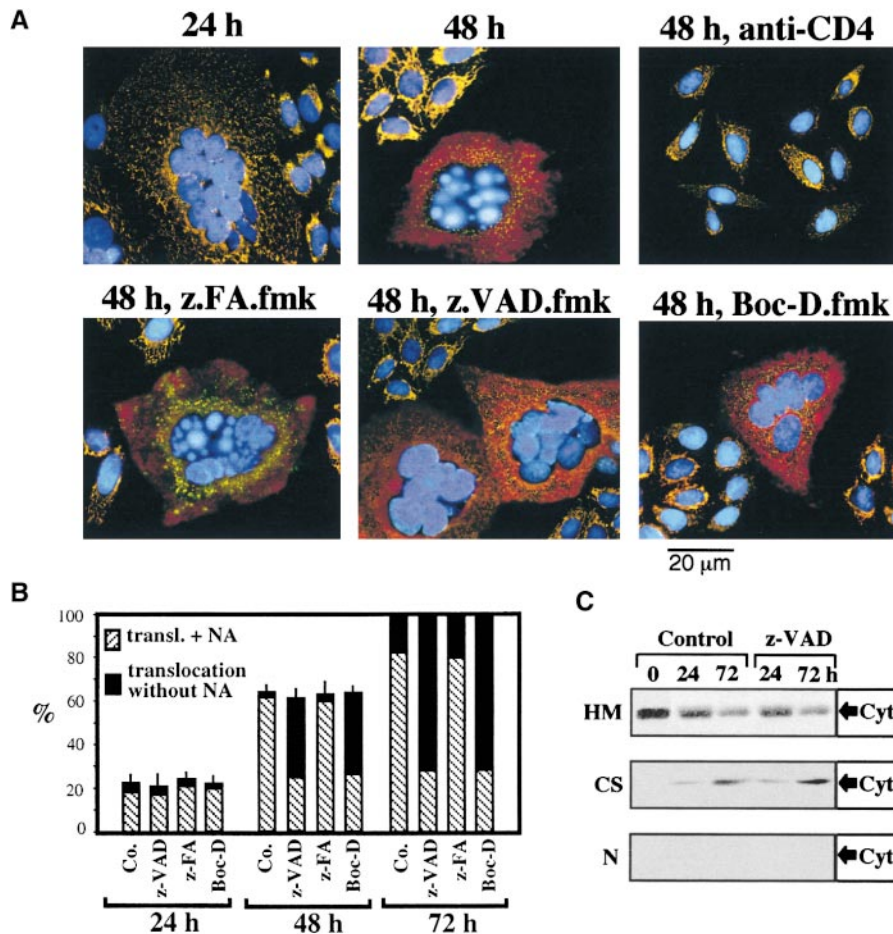 A
24 h
48 h
48 h, anti-CD4
48 h, z.FA.fmk
48 h, z.VAD.fmk
48 h, Boc-D.fmk
20 µm
B
100
80
60
40
20
0
%
transl. + NA
translocation
without NA
Co.
z-VAD
z-FA
Boc-D
Co.
z-VAD
z-FA
Boc-D
Co.
z-VAD
z-FA
Boc-D
24 h
48 h
72 h
C
Control
z-VAD
0 24 72 24 72 h
HM
Cyt
CS
Cyt
N
Cyt